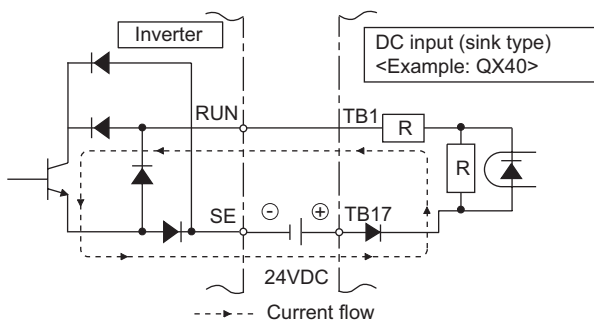 Inverter
DC input (sink type)
<Example: QX40>
RUN
TB1
R
R
SE
⊖
⊕
TB17
24VDC
Current flow